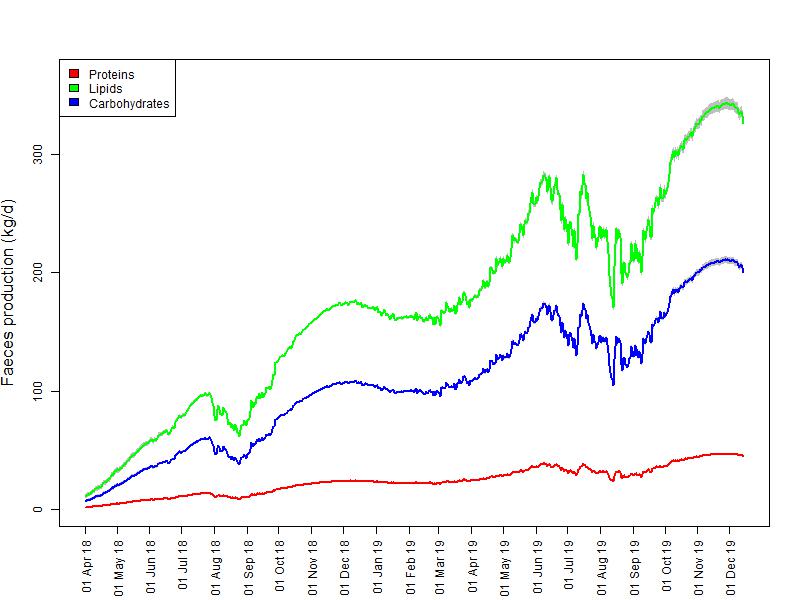 Proteins
Lipids
Carbohydrates
Faeces production (kg/d)
300
200
100
0
01 Apr 18
01 May 18
01 Jun 18
01 Jul 18
01 Aug 18
01 Sep 18
01 Oct 18
01 Nov 18
01 Dec 18
01 Jan 19
01 Feb 19
01 Mar 19
01 Apr 19
01 May 19
01 Jun 19
01 Jul 19
01 Aug 19
01 Sep 19
01 Oct 19
01 Nov 19
01 Dec 19